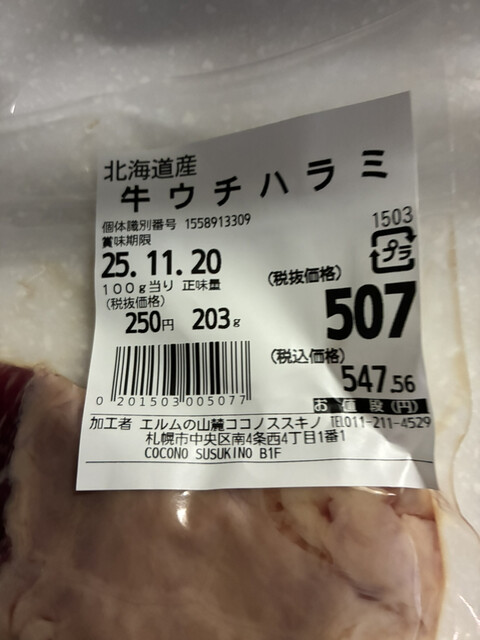 北海道産
牛ウチハラミ
個体識別番号 1558913309
賞味期限
1503
25.11.20
プラ
100g当り 正味量
(税抜価格)
(税抜価格)
250円 203g
507
(税込価格)
547.56
お値段(円)
0 201503 005077
加工者 エルムの山麓ココノススキノ TEL011-211-4529
札幌市中央区南4条西4丁目1番1
COCONO SUSUKINO B1F